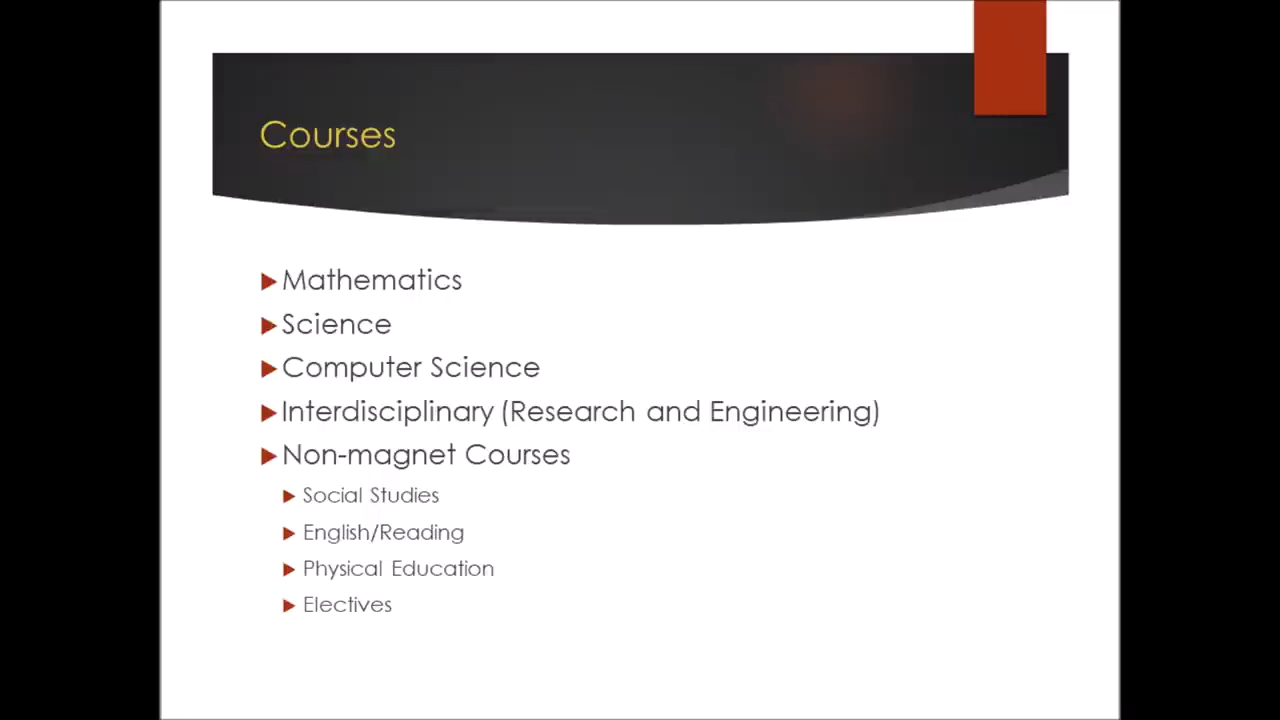 Courses
Mathematics
Science
Computer Science
Interdisciplinary (Research and Engineering)
Non-magnet Courses
Social Studies
English/Reading
Physical Education
Electives